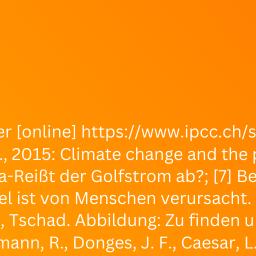 er [online] https://www.ipcc.ch/s
., 2015: Climate change and the p
a-Reißt der Golfstrom ab?; [7] Be
el ist von Menschen verursacht.
, Tschad. Abbildung: Zu finden u
mann, R., Donges, J. F., Caesar, L.